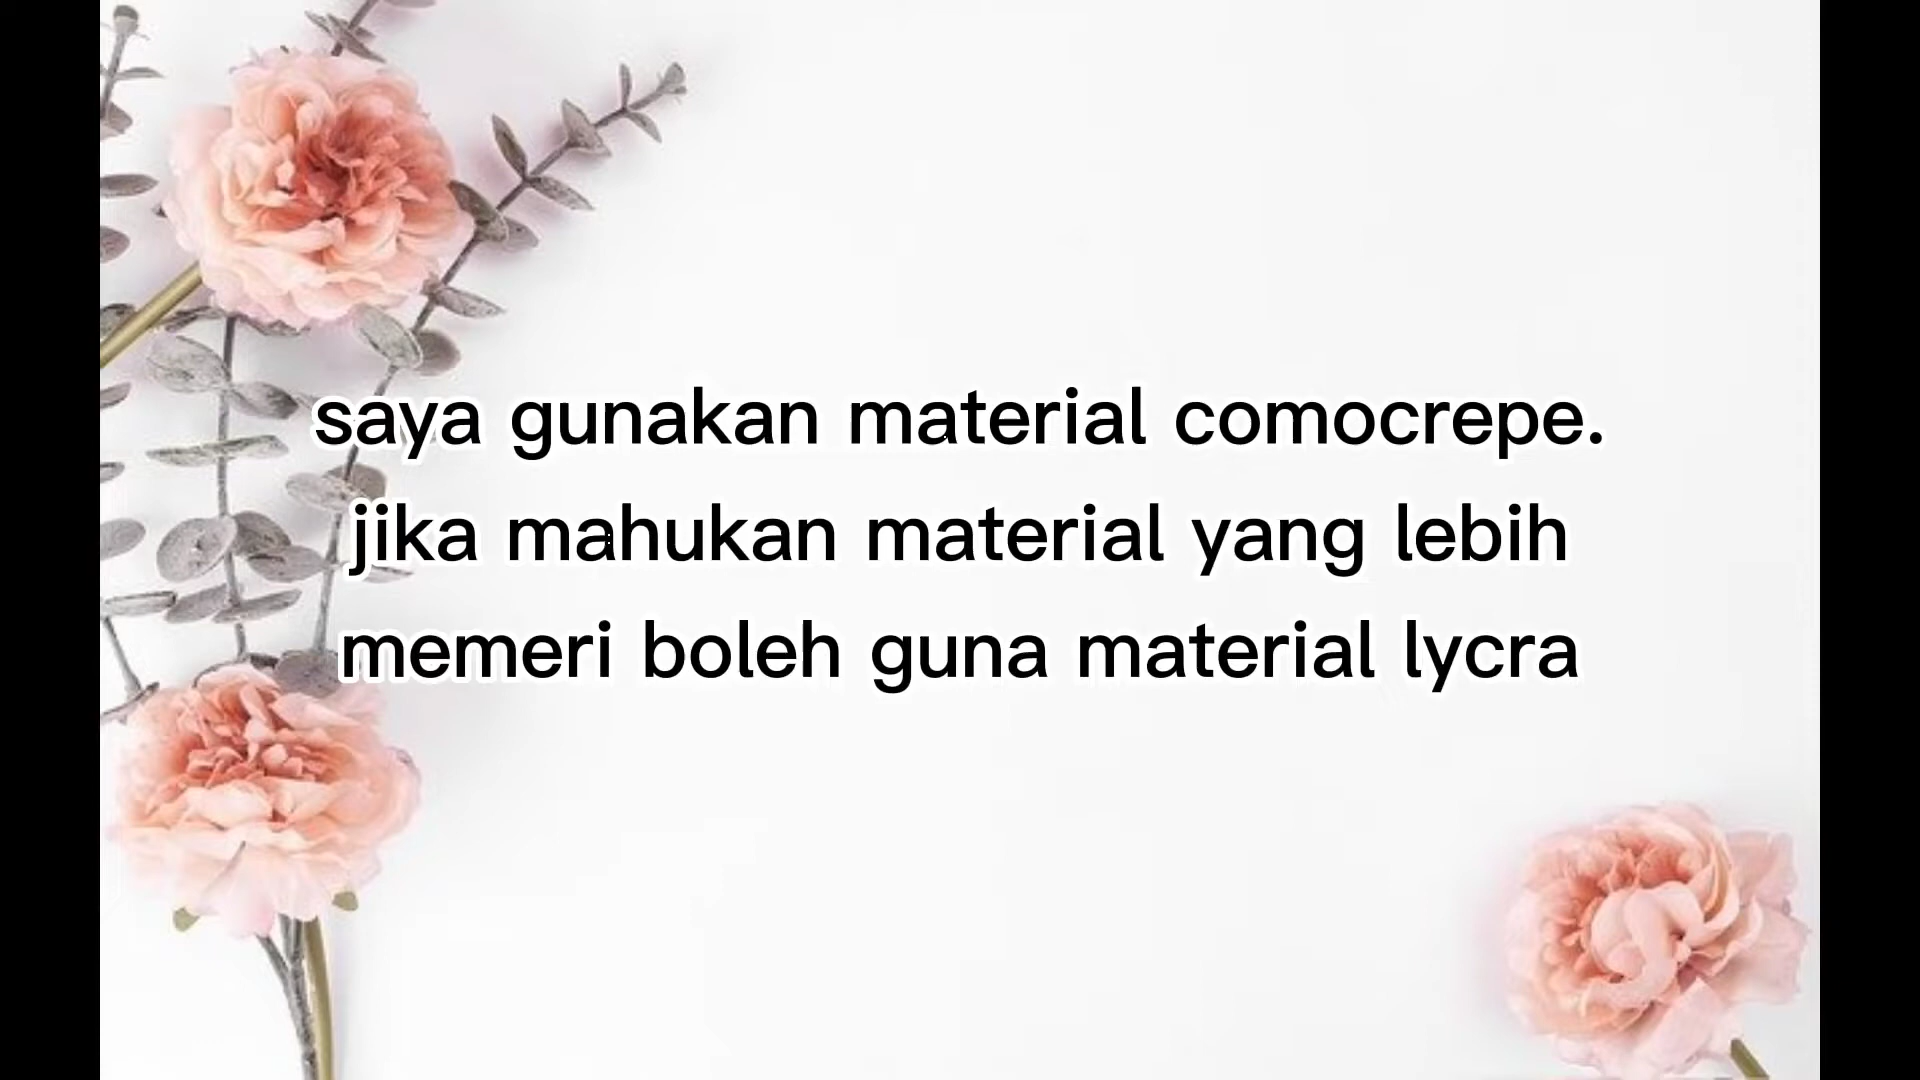 saya gunakan material comocrepe.
jika mahukan material yang lebih
memeri boleh guna material lycra